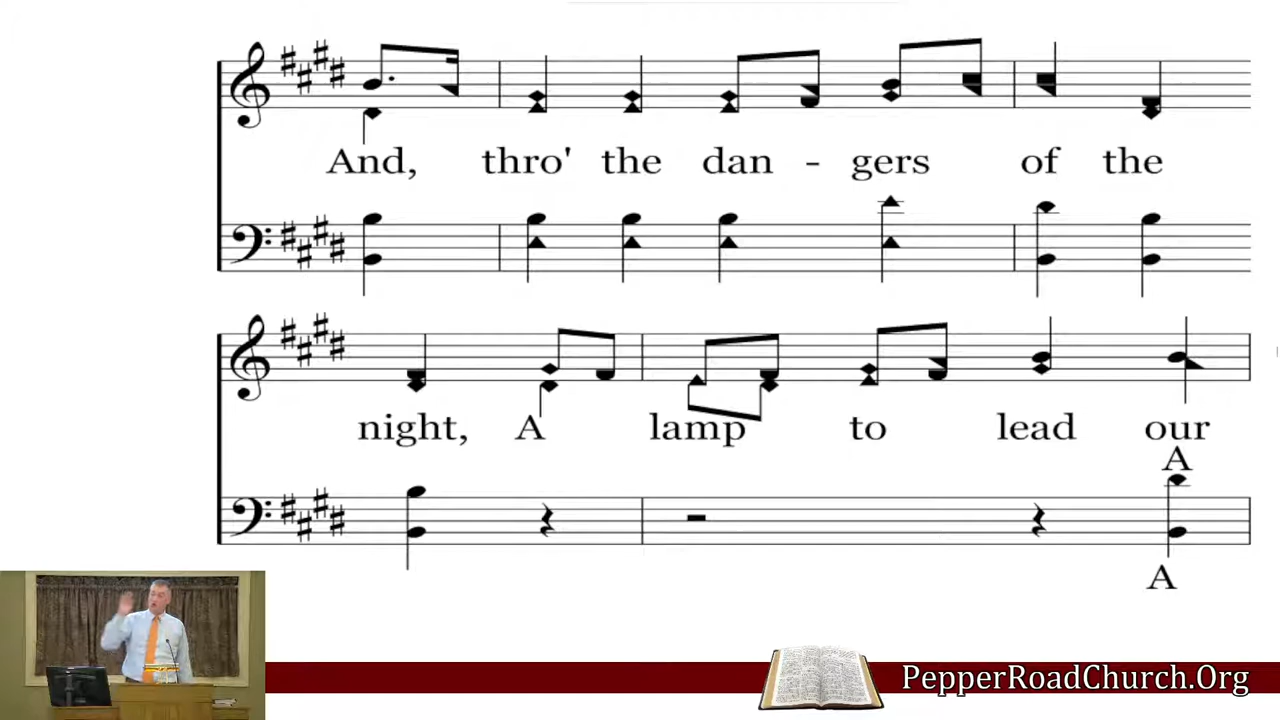 And, thro' the dan - gers of the
night, A lamp to lead our
A
A
PepperRoadChurch.Org